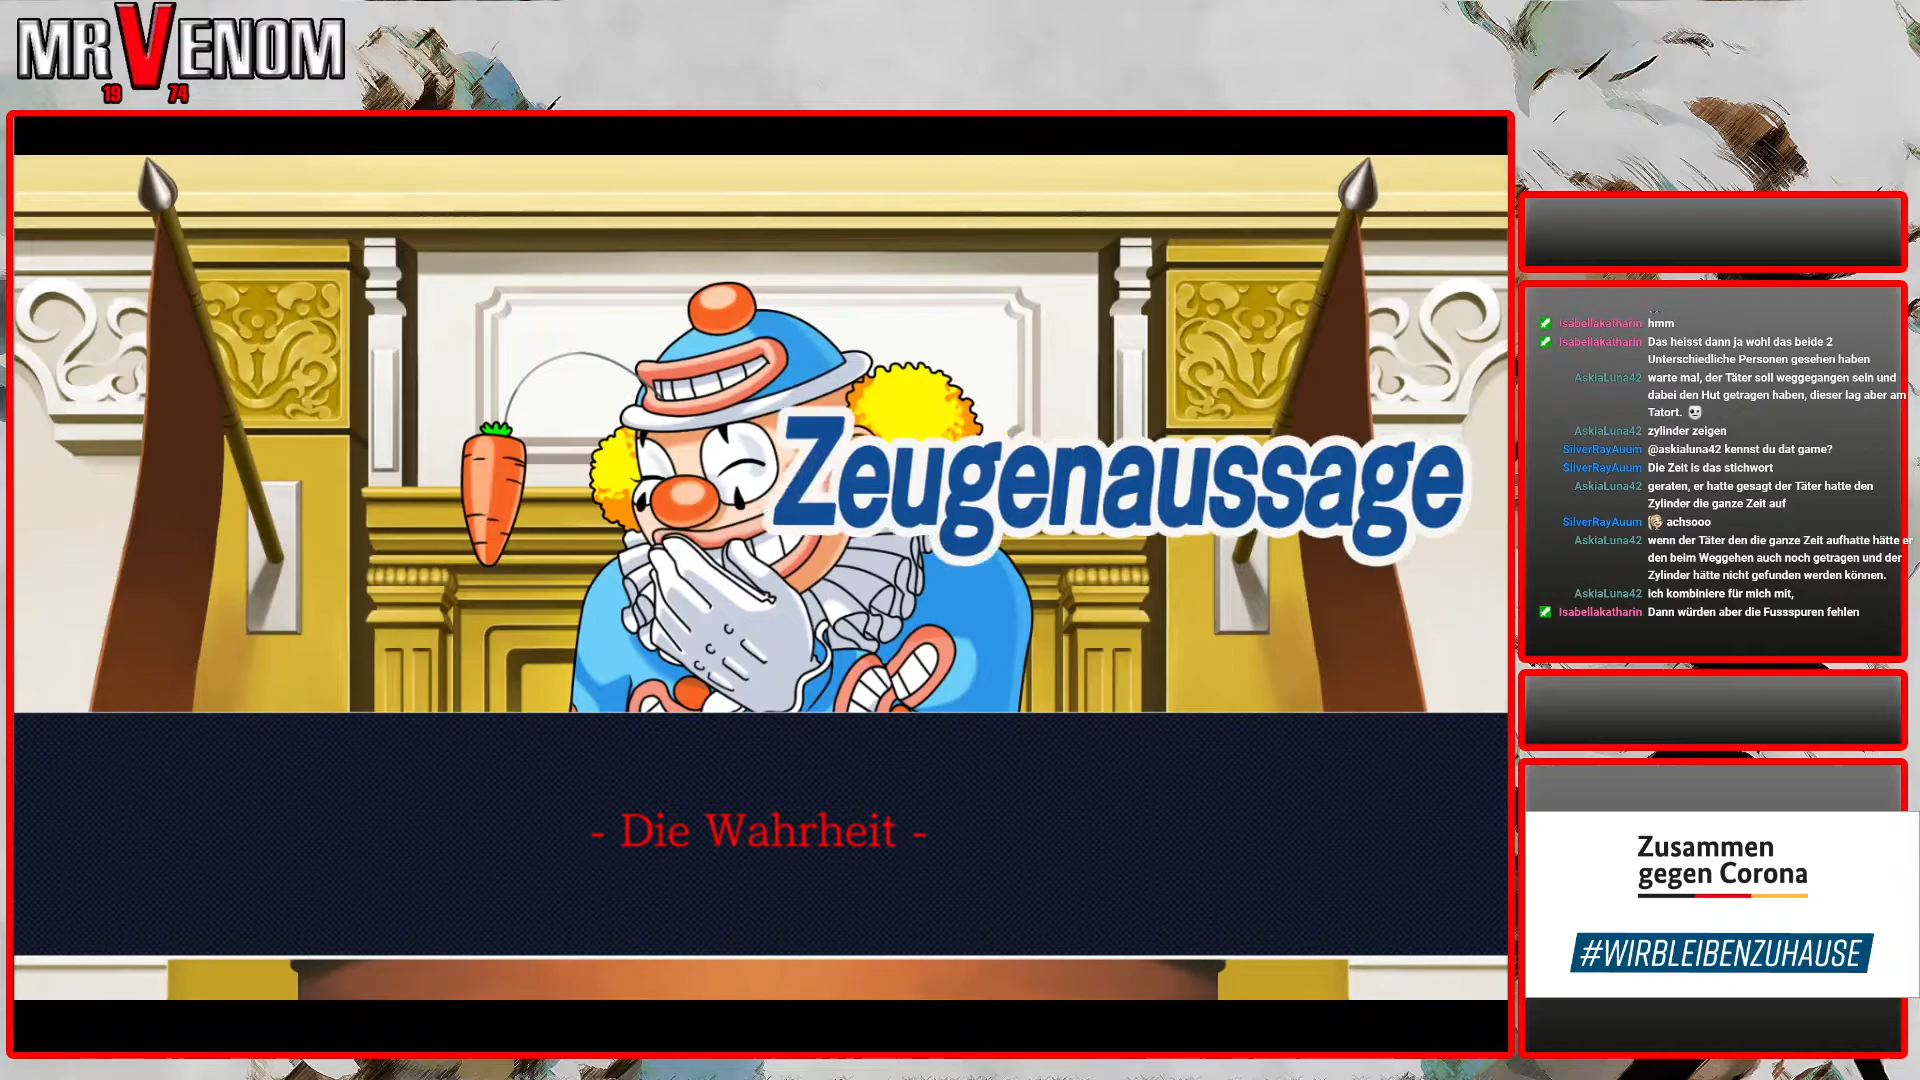 MRVENOM
19 74
Zeugenaussage
- Die Wahrheit -
Isabellakatharin hmm
Isabellakatharin Das heisst dann ja wohl das beide 2
Unterschiedliche Personen gesehen haben
AskiaLuna42 warte mal, der Täter soll weggegangen sein und
dabei den Hut getragen haben, dieser lag aber am
Tatort.
AskiaLuna42 zylinder zeigen
SilverRayAuum @askialuna42 kennst du dat game?
SilverRayAuum Die Zeit is das stichwort
AskiaLuna42 geraten, er hatte gesagt der Täter hatte den
Zylinder die ganze Zeit auf
SilverRayAuum achsooo
AskiaLuna42 wenn der Täter den die ganze Zeit aufhatte hätte er
den beim Weggehen auch noch getragen und der
Zylinder hätte nicht gefunden werden können.
AskiaLuna42 ich kombiniere für mich mit,
Isabellakatharin Dann würden aber die Fussspuren fehlen
Zusammen
gegen Corona
#WIRBLEIBENZUHAUSE